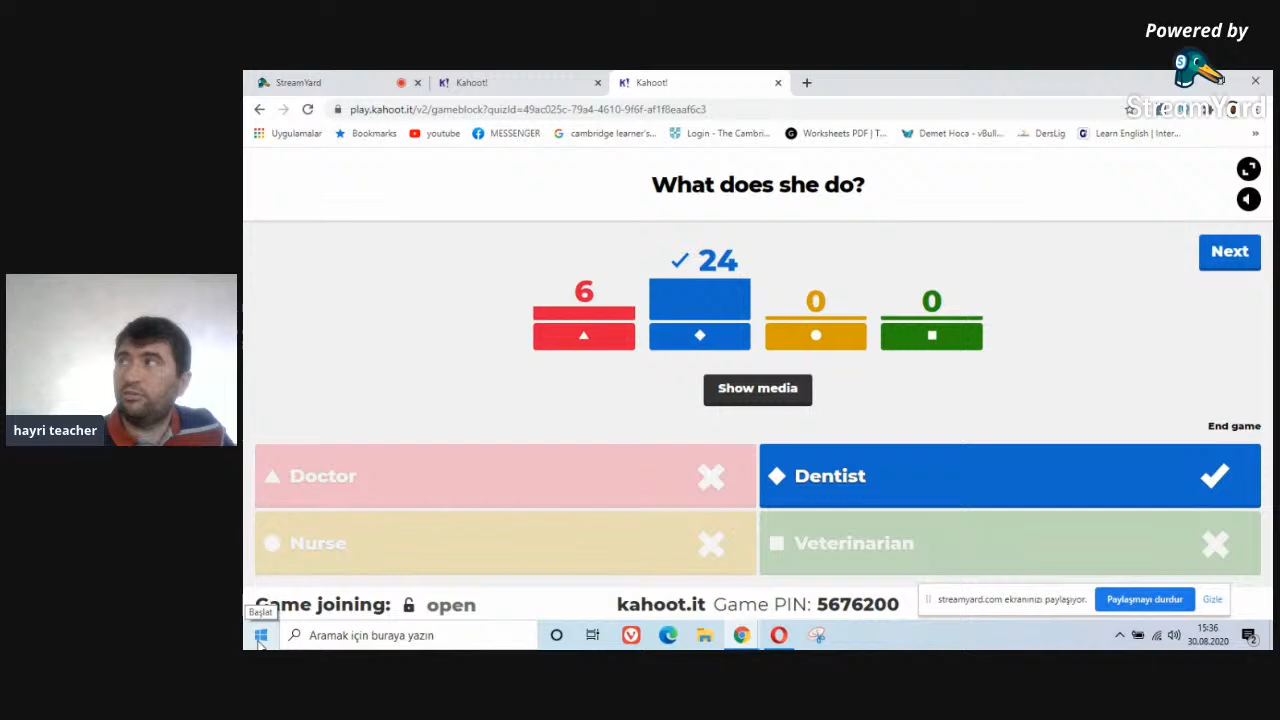 Powered by
StreamYard
StreamYard
Kahoot!
Kahoot!
play.kahoot.it/v2/gameblock?quizId=49ac025c-79a4-4610-9f6f-af1f8eaaf6c3
Uygulamalar
Bookmarks
youtube
MESSENGER
cambridge learner's...
Login - The Cambri...
Worksheets PDF | T...
Demet Hoca - vBull...
DersLig
Learn English | Inter...
What does she do?
Next
6
24
0
0
Show media
hayri teacher
End game
Doctor
Dentist
Nurse
Veterinarian
Başlat
Game joining: open
kahoot.it Game PIN: 5676200
streamyard.com ekranınızı paylaşıyor.
Paylaşmayı durdur
Gizle
Aramak için buraya yazın
15:36
30.08.2020
2